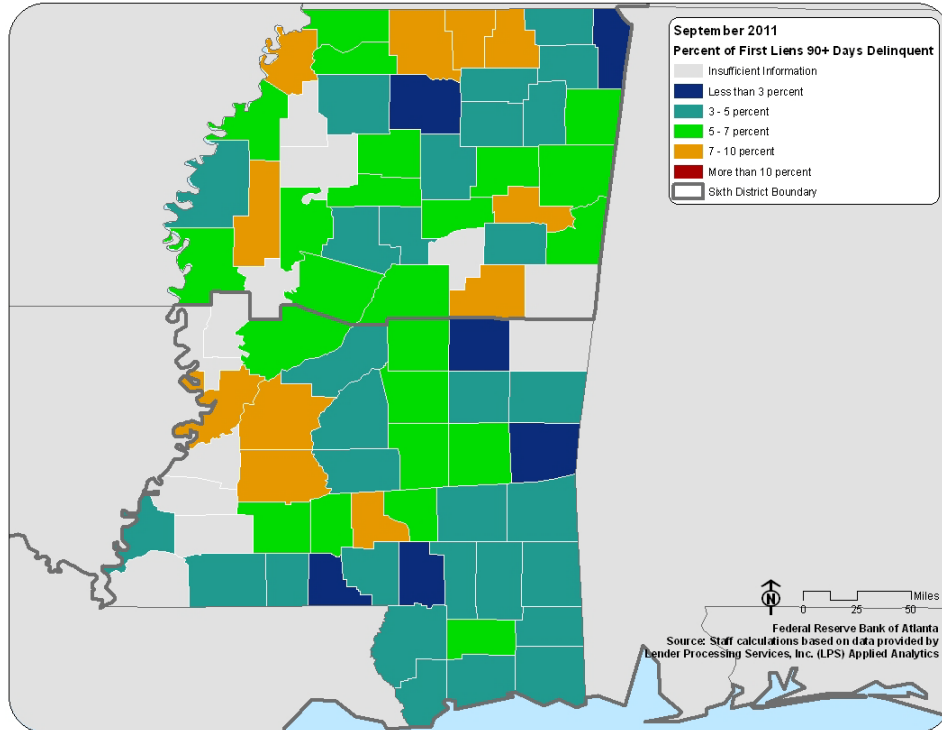 September 2011
Percent of First Liens 90+ Days Delinquent
Insufficient Information
Less than 3 percent
3 - 5 percent
5 - 7 percent
7 - 10 percent
More than 10 percent
Sixth District Boundary
N
Miles
0 25 50
Federal Reserve Bank of Atlanta
Source: Staff calculations based on data provided by
Lender Processing Services, Inc. (LPS) Applied Analytics